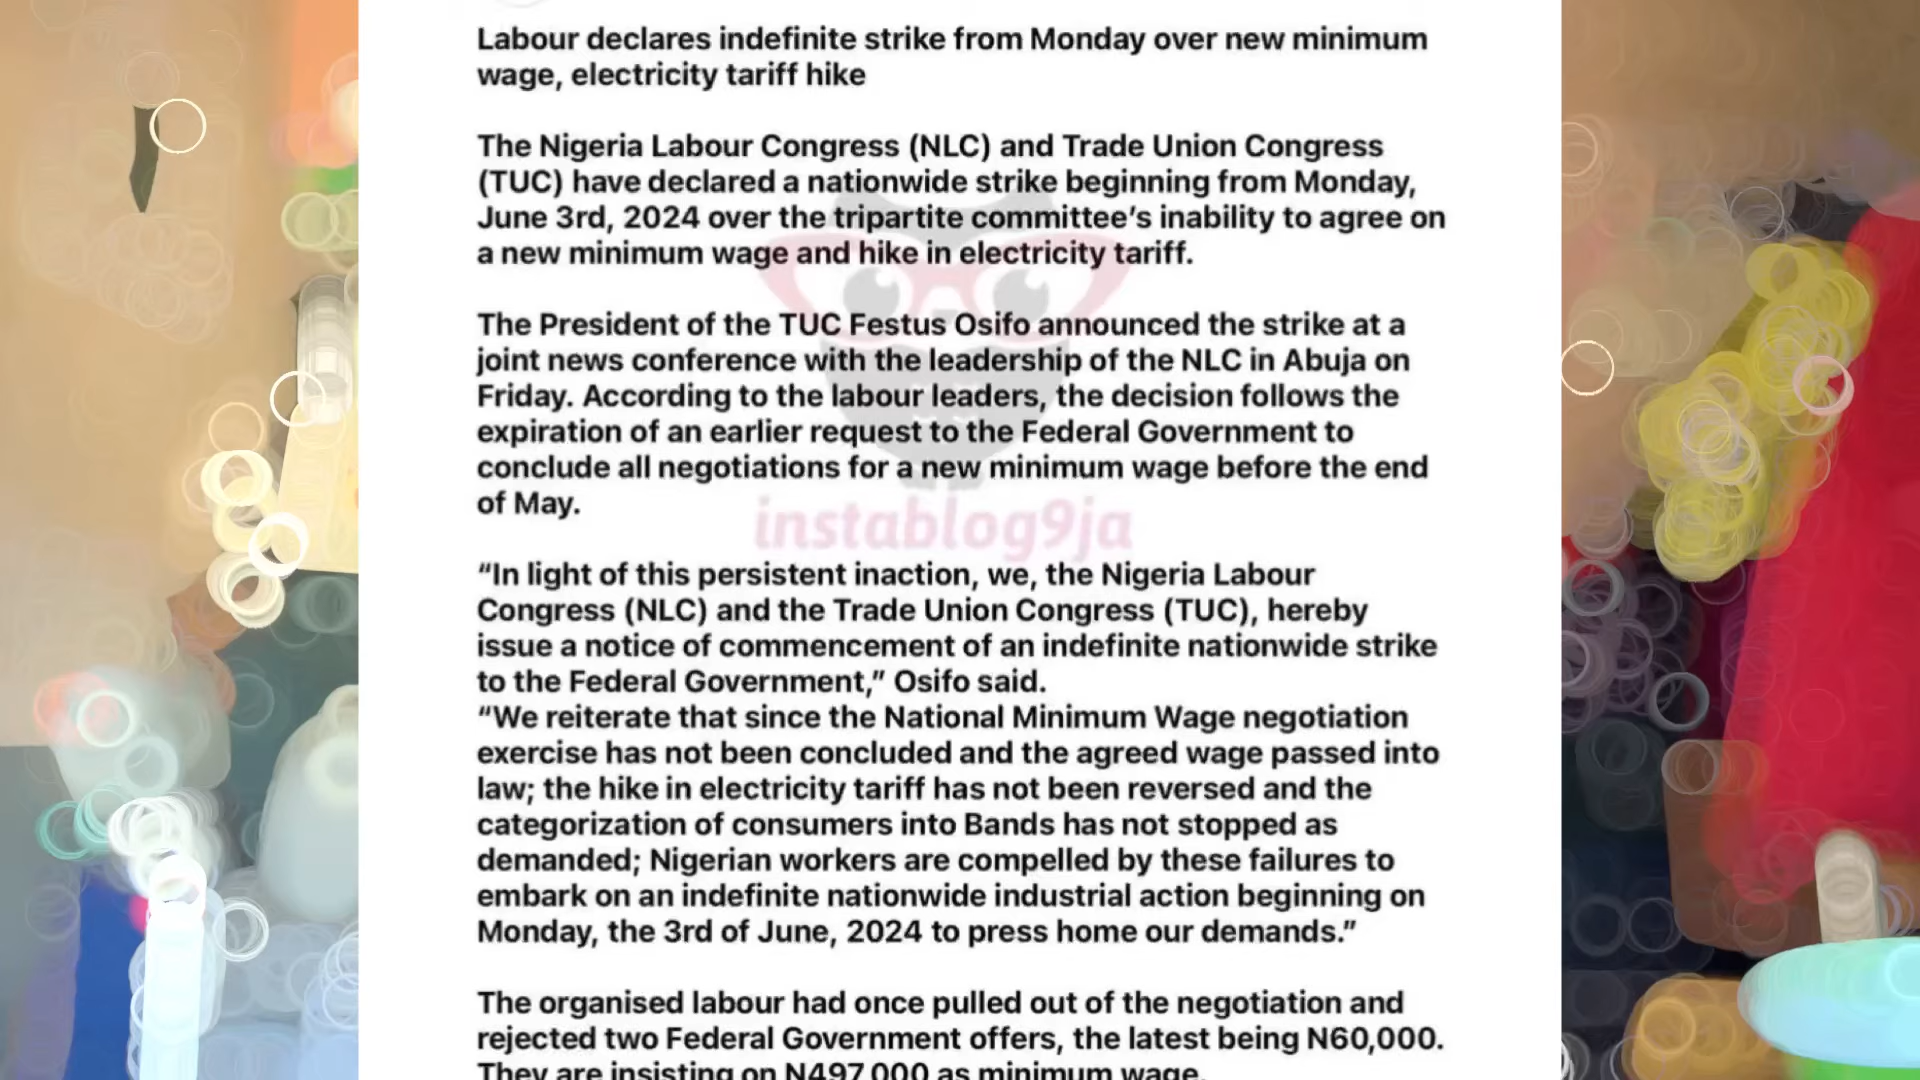 Labour declares indefinite strike from Monday over new minimum
wage, electricity tariff hike
The Nigeria Labour Congress (NLC) and Trade Union Congress
(TUC) have declared a nationwide strike beginning from Monday,
June 3rd, 2024 over the tripartite committee’s inability to agree on
a new minimum wage and hike in electricity tariff.
The President of the TUC Festus Osifo announced the strike at a
joint news conference with the leadership of the NLC in Abuja on
Friday. According to the labour leaders, the decision follows the
expiration of an earlier request to the Federal Government to
conclude all negotiations for a new minimum wage before the end
of May.
instablog9ja
“In light of this persistent inaction, we, the Nigeria Labour
Congress (NLC) and the Trade Union Congress (TUC), hereby
issue a notice of commencement of an indefinite nationwide strike
to the Federal Government,” Osifo said.
“We reiterate that since the National Minimum Wage negotiation
exercise has not been concluded and the agreed wage passed into
law; the hike in electricity tariff has not been reversed and the
categorization of consumers into Bands has not stopped as
demanded; Nigerian workers are compelled by these failures to
embark on an indefinite nationwide industrial action beginning on
Monday, the 3rd of June, 2024 to press home our demands.”
The organised labour had once pulled out of the negotiation and
rejected two Federal Government offers, the latest being N60,000.
They are insisting on N497,000 as minimum wage.